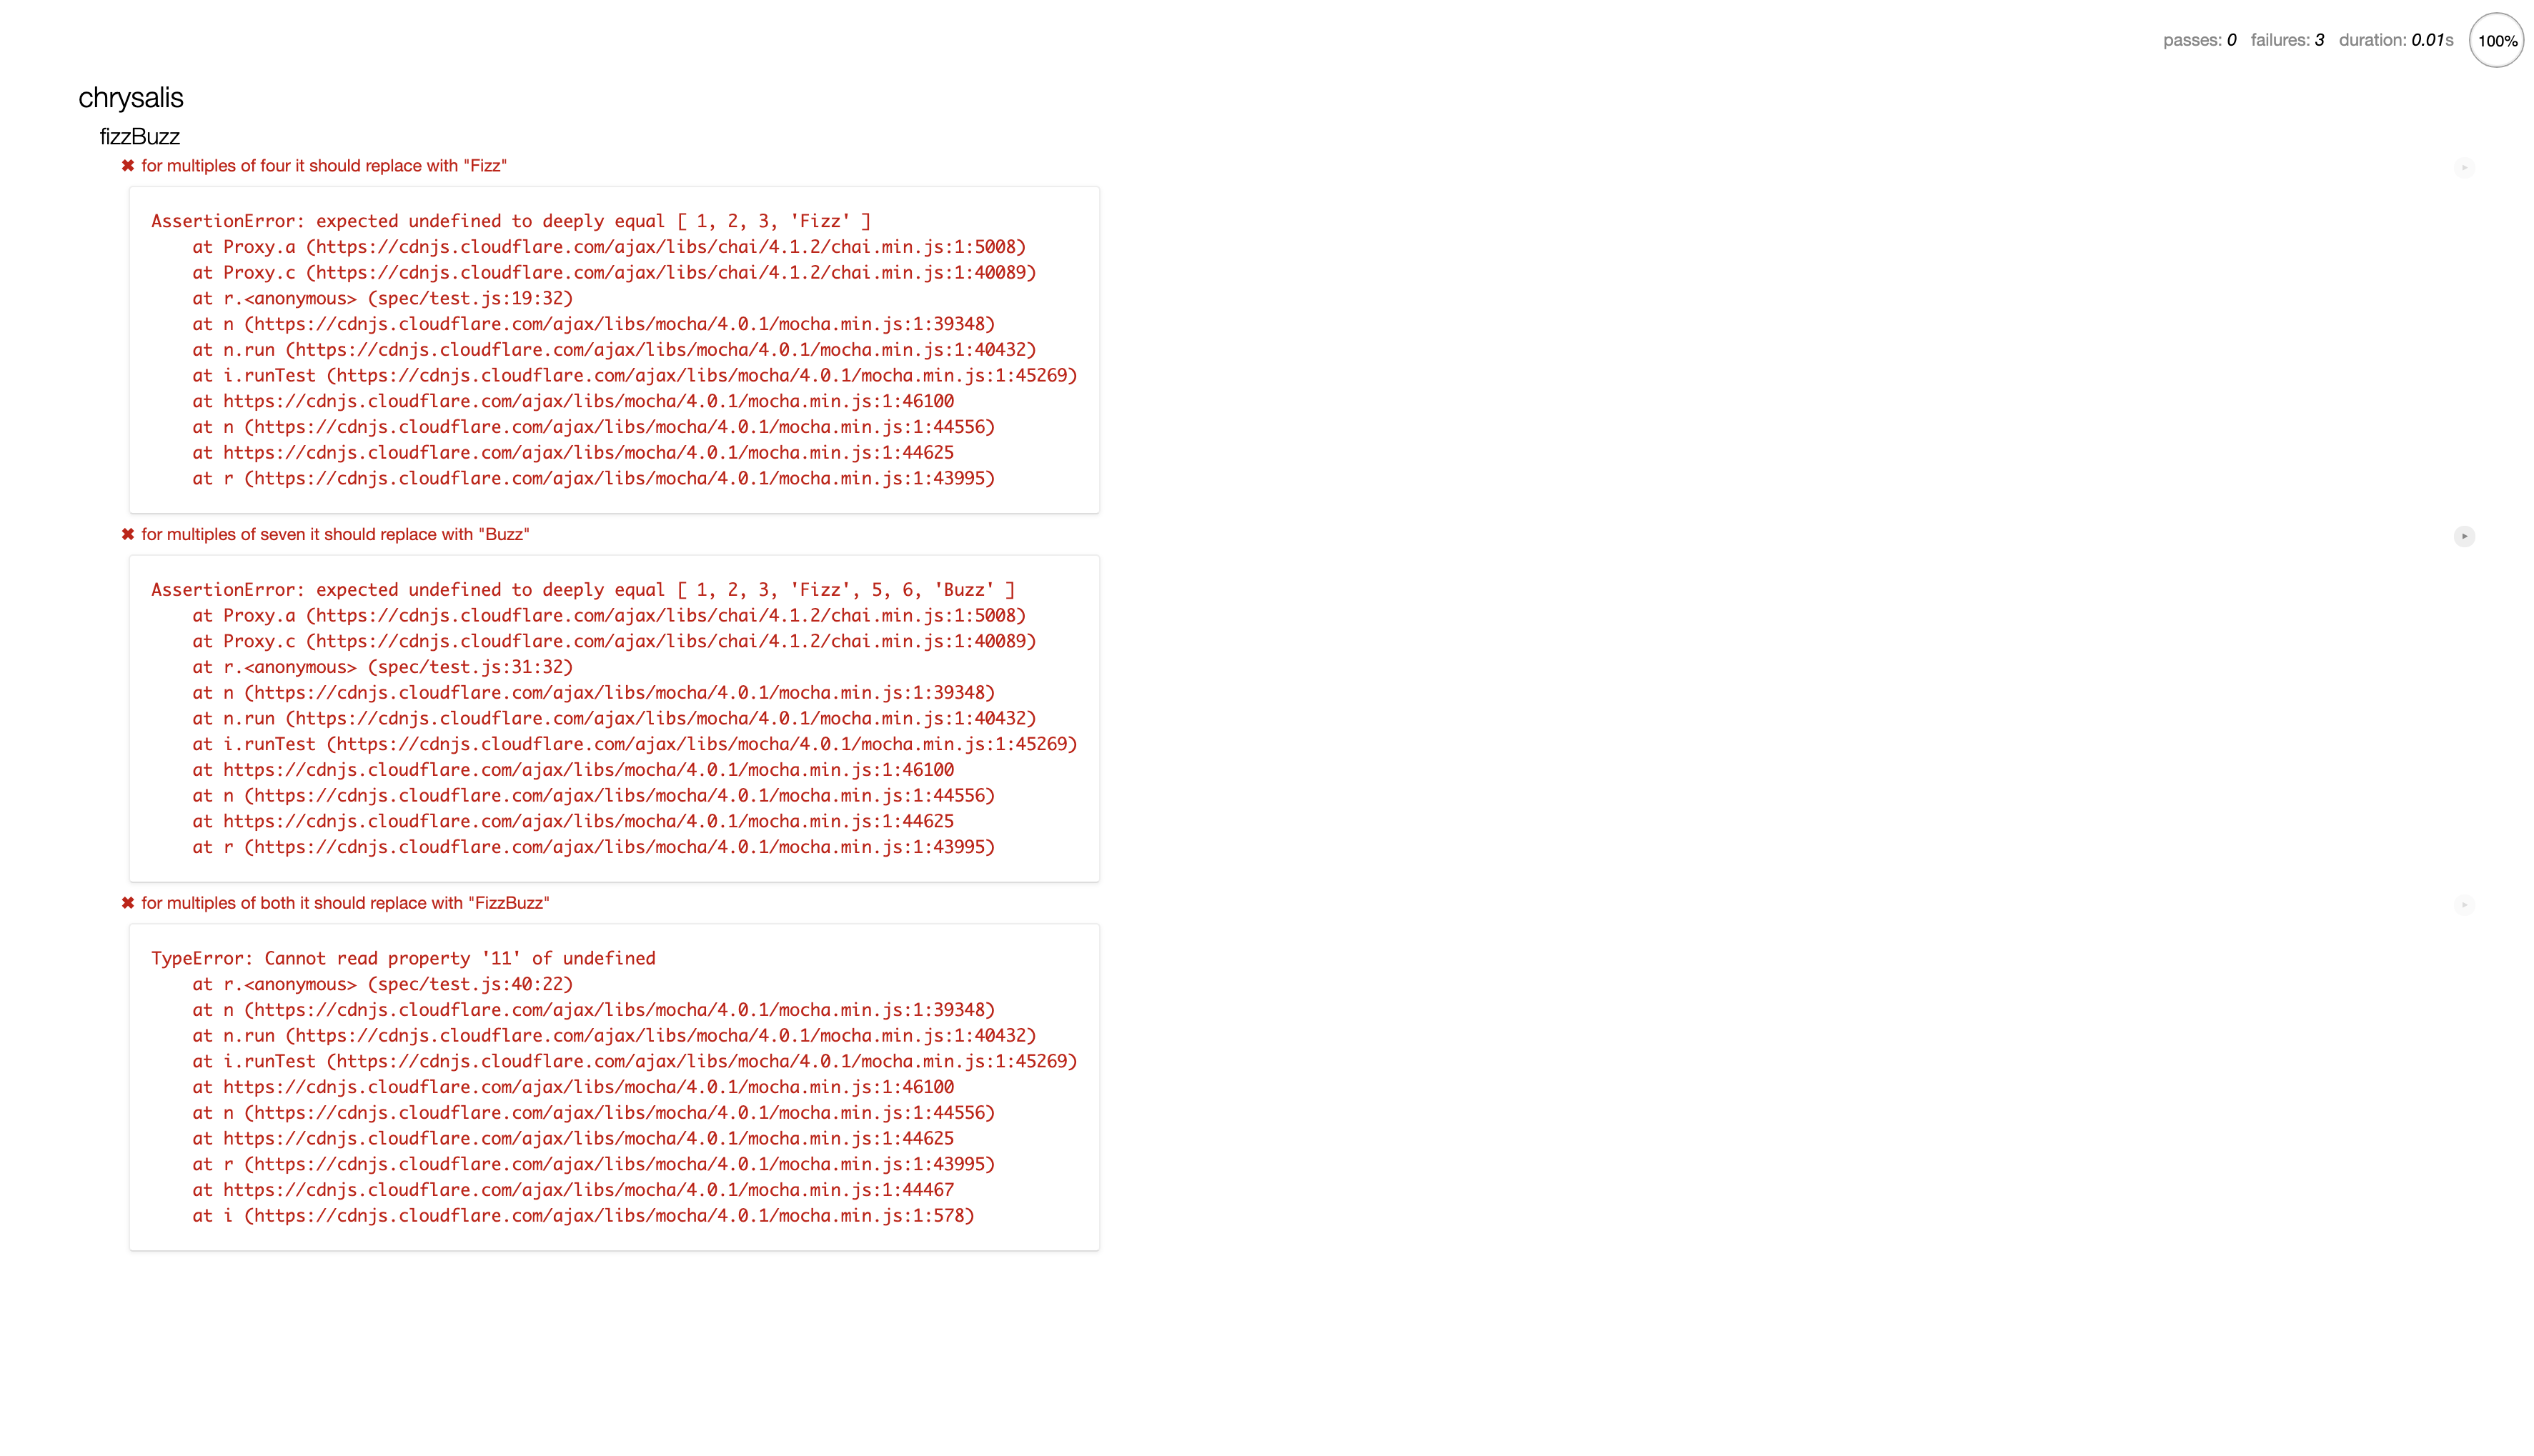 passes: 0 failures: 3 duration: 0.01s 100%
chrysalis
fizzBuzz
✖ for multiples of four it should replace with "Fizz"
AssertionError: expected undefined to deeply equal [ 1, 2, 3, 'Fizz' ]
at Proxy.a (https://cdnjs.cloudflare.com/ajax/libs/chai/4.1.2/chai.min.js:1:5008)
at Proxy.c (https://cdnjs.cloudflare.com/ajax/libs/chai/4.1.2/chai.min.js:1:40089)
at r.<anonymous> (spec/test.js:19:32)
at n (https://cdnjs.cloudflare.com/ajax/libs/mocha/4.0.1/mocha.min.js:1:39348)
at n.run (https://cdnjs.cloudflare.com/ajax/libs/mocha/4.0.1/mocha.min.js:1:40432)
at i.runTest (https://cdnjs.cloudflare.com/ajax/libs/mocha/4.0.1/mocha.min.js:1:45269)
at https://cdnjs.cloudflare.com/ajax/libs/mocha/4.0.1/mocha.min.js:1:46100
at n (https://cdnjs.cloudflare.com/ajax/libs/mocha/4.0.1/mocha.min.js:1:44556)
at https://cdnjs.cloudflare.com/ajax/libs/mocha/4.0.1/mocha.min.js:1:44625
at r (https://cdnjs.cloudflare.com/ajax/libs/mocha/4.0.1/mocha.min.js:1:43995)
✖ for multiples of seven it should replace with "Buzz"
AssertionError: expected undefined to deeply equal [ 1, 2, 3, 'Fizz', 5, 6, 'Buzz' ]
at Proxy.a (https://cdnjs.cloudflare.com/ajax/libs/chai/4.1.2/chai.min.js:1:5008)
at Proxy.c (https://cdnjs.cloudflare.com/ajax/libs/chai/4.1.2/chai.min.js:1:40089)
at r.<anonymous> (spec/test.js:31:32)
at n (https://cdnjs.cloudflare.com/ajax/libs/mocha/4.0.1/mocha.min.js:1:39348)
at n.run (https://cdnjs.cloudflare.com/ajax/libs/mocha/4.0.1/mocha.min.js:1:40432)
at i.runTest (https://cdnjs.cloudflare.com/ajax/libs/mocha/4.0.1/mocha.min.js:1:45269)
at https://cdnjs.cloudflare.com/ajax/libs/mocha/4.0.1/mocha.min.js:1:46100
at n (https://cdnjs.cloudflare.com/ajax/libs/mocha/4.0.1/mocha.min.js:1:44556)
at https://cdnjs.cloudflare.com/ajax/libs/mocha/4.0.1/mocha.min.js:1:44625
at r (https://cdnjs.cloudflare.com/ajax/libs/mocha/4.0.1/mocha.min.js:1:43995)
✖ for multiples of both it should replace with "FizzBuzz"
TypeError: Cannot read property '11' of undefined
at r.<anonymous> (spec/test.js:40:22)
at n (https://cdnjs.cloudflare.com/ajax/libs/mocha/4.0.1/mocha.min.js:1:39348)
at n.run (https://cdnjs.cloudflare.com/ajax/libs/mocha/4.0.1/mocha.min.js:1:40432)
at i.runTest (https://cdnjs.cloudflare.com/ajax/libs/mocha/4.0.1/mocha.min.js:1:45269)
at https://cdnjs.cloudflare.com/ajax/libs/mocha/4.0.1/mocha.min.js:1:46100
at n (https://cdnjs.cloudflare.com/ajax/libs/mocha/4.0.1/mocha.min.js:1:44556)
at https://cdnjs.cloudflare.com/ajax/libs/mocha/4.0.1/mocha.min.js:1:44625
at r (https://cdnjs.cloudflare.com/ajax/libs/mocha/4.0.1/mocha.min.js:1:43995)
at https://cdnjs.cloudflare.com/ajax/libs/mocha/4.0.1/mocha.min.js:1:44467
at i (https://cdnjs.cloudflare.com/ajax/libs/mocha/4.0.1/mocha.min.js:1:578)